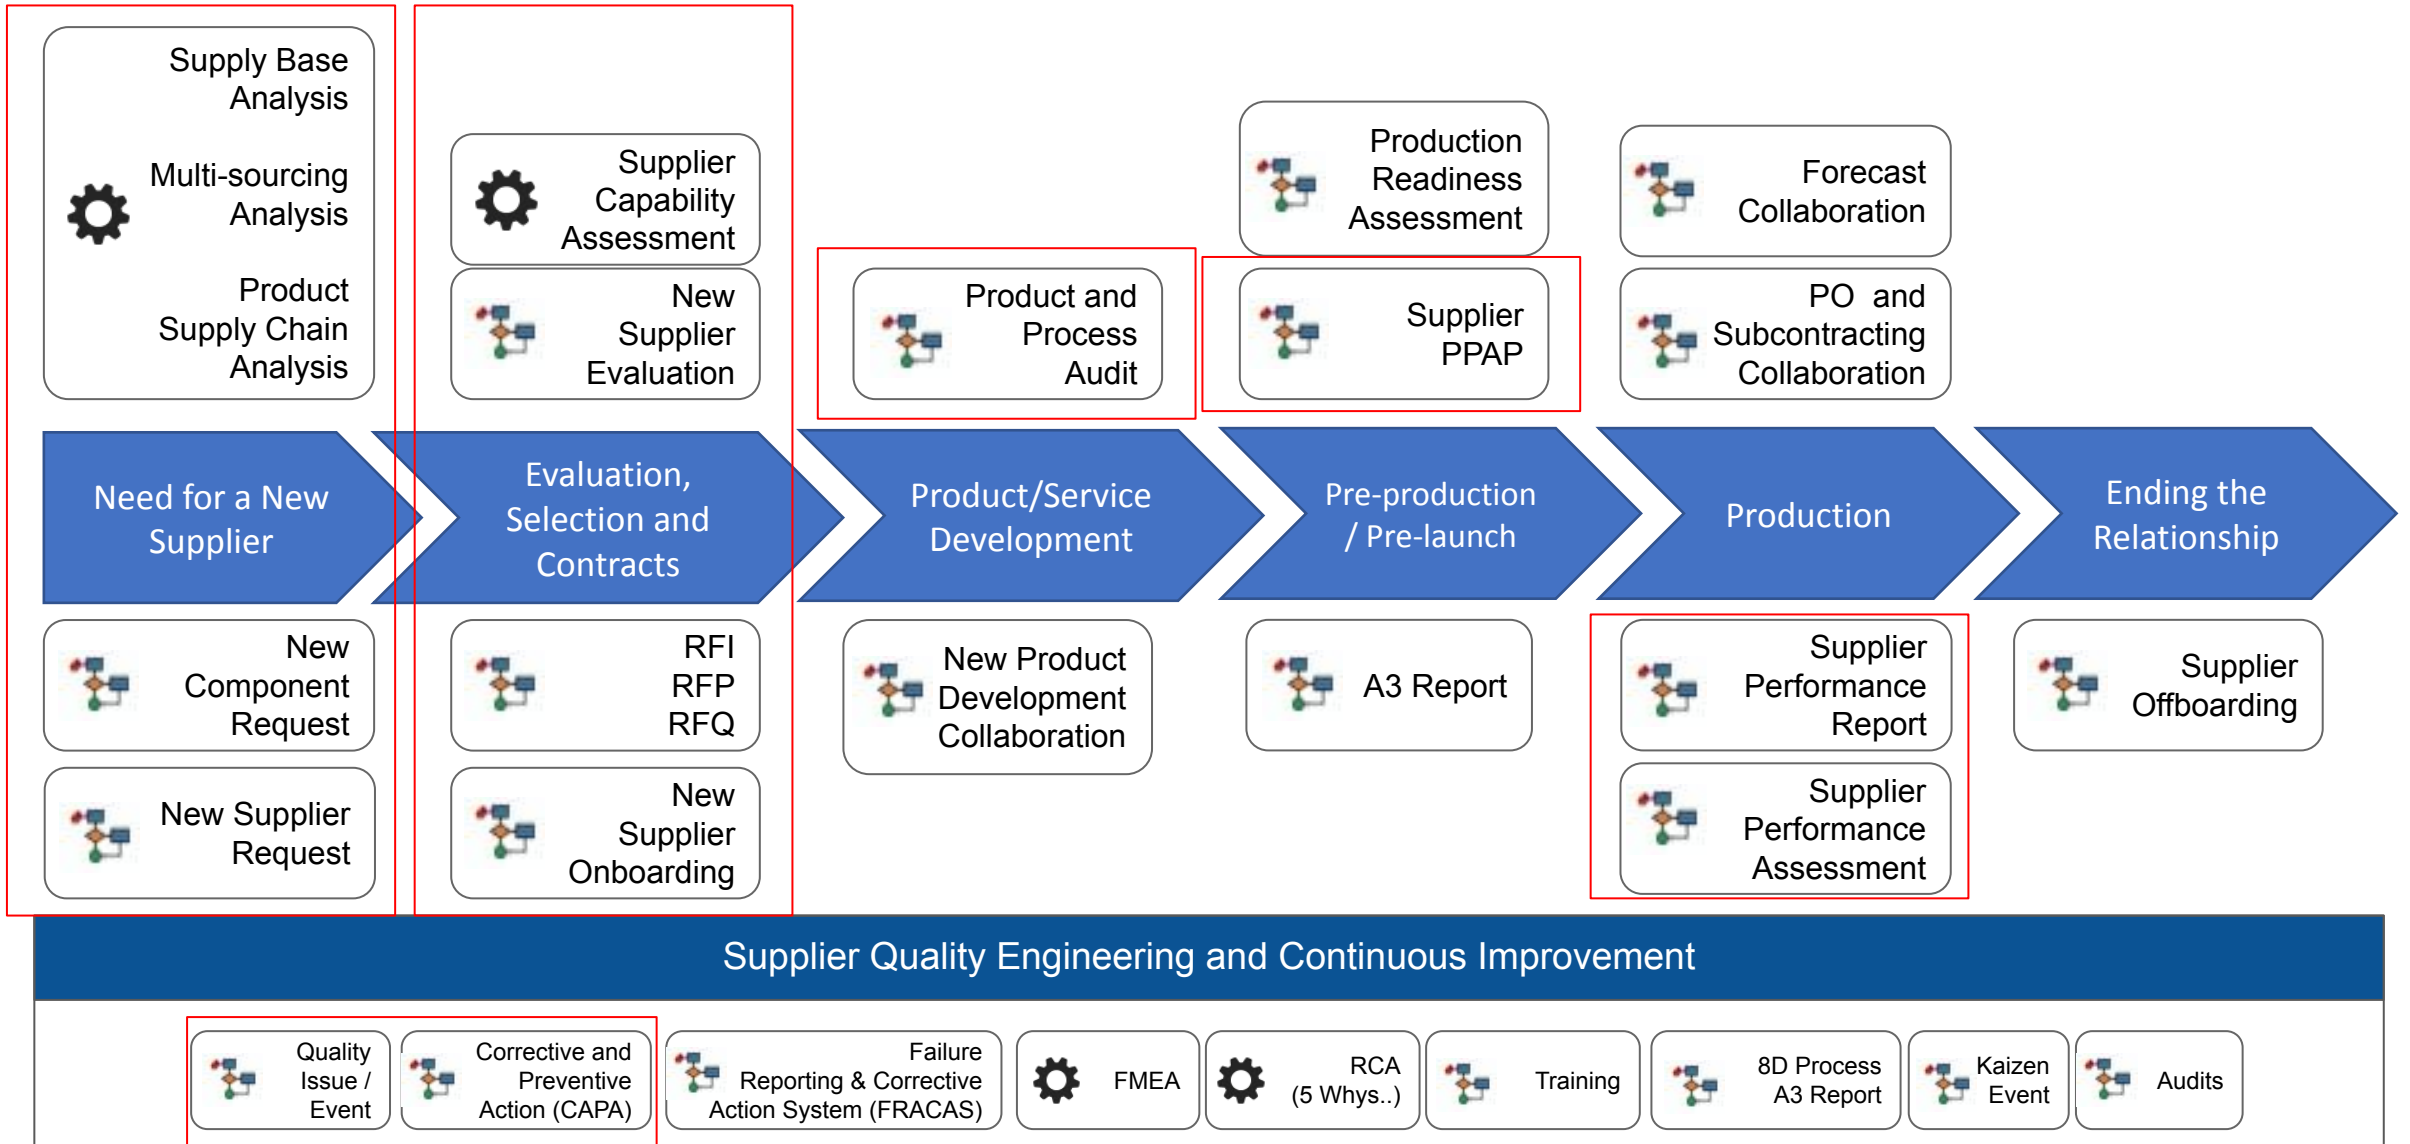 Supply Base
Analysis
Multi-sourcing
Analysis
Product
Supply Chain
Analysis
Supplier
Capability
Assessment
New
Supplier
Evaluation
Product and
Process
Audit
Production
Readiness
Assessment
Supplier
PPAP
Forecast
Collaboration
PO and
Subcontracting
Collaboration
Need for a New
Supplier
Evaluation,
Selection and
Contracts
Product/Service
Development
Pre-production
/ Pre-launch
Production
Ending the
Relationship
New
Component
Request
New Supplier
Request
RFI
RFP
RFQ
New
Supplier
Onboarding
New Product
Development
Collaboration
A3 Report
Supplier
Performance
Report
Supplier
Performance
Assessment
Supplier
Offboarding
Supplier Quality Engineering and Continuous Improvement
Quality
Issue /
Event
Corrective and
Preventive
Action (CAPA)
Failure
Reporting & Corrective
Action System (FRACAS)
FMEA
RCA
(5 Whys..)
Training
8D Process
A3 Report
Kaizen
Event
Audits